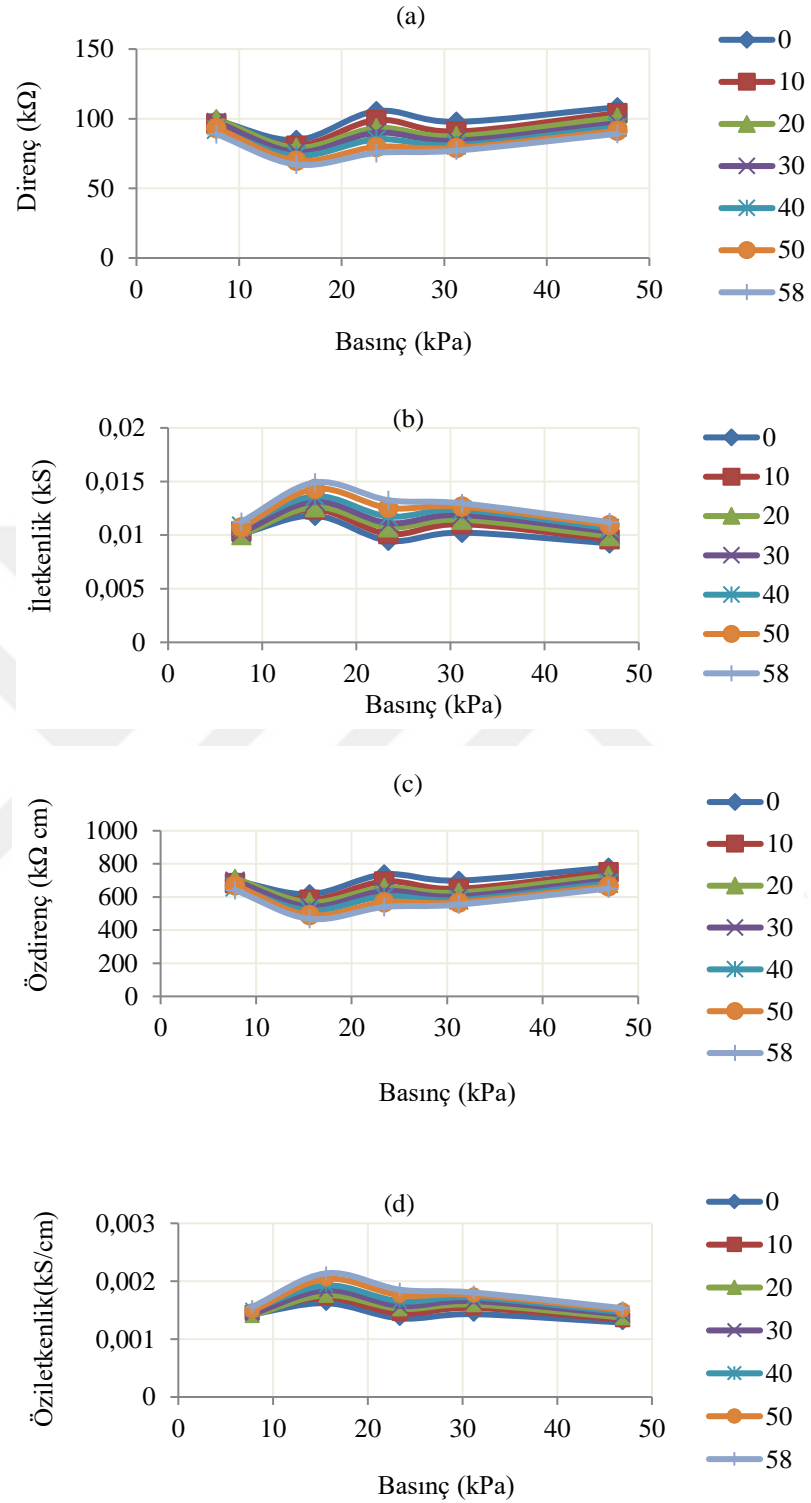 (a)
150
100
50
0
Direnç (kΩ)
0 10 20 30 40 50
Basınç (kPa)
0
10
20
30
40
50
58
(b)
0,02
0,015
0,01
0,005
0
İletkenlik (kS)
0 10 20 30 40 50
Basınç (kPa)
0
10
20
30
40
50
58
(c)
1000
800
600
400
200
0
Özdirenç (kΩ cm)
0 10 20 30 40 50
Basınç (kPa)
0
10
20
30
40
50
58
(d)
0,003
0,002
0,001
0
Öziletkenlik(kS/cm)
0 10 20 30 40 50
Basınç (kPa)
0
10
20
30
40
50
58